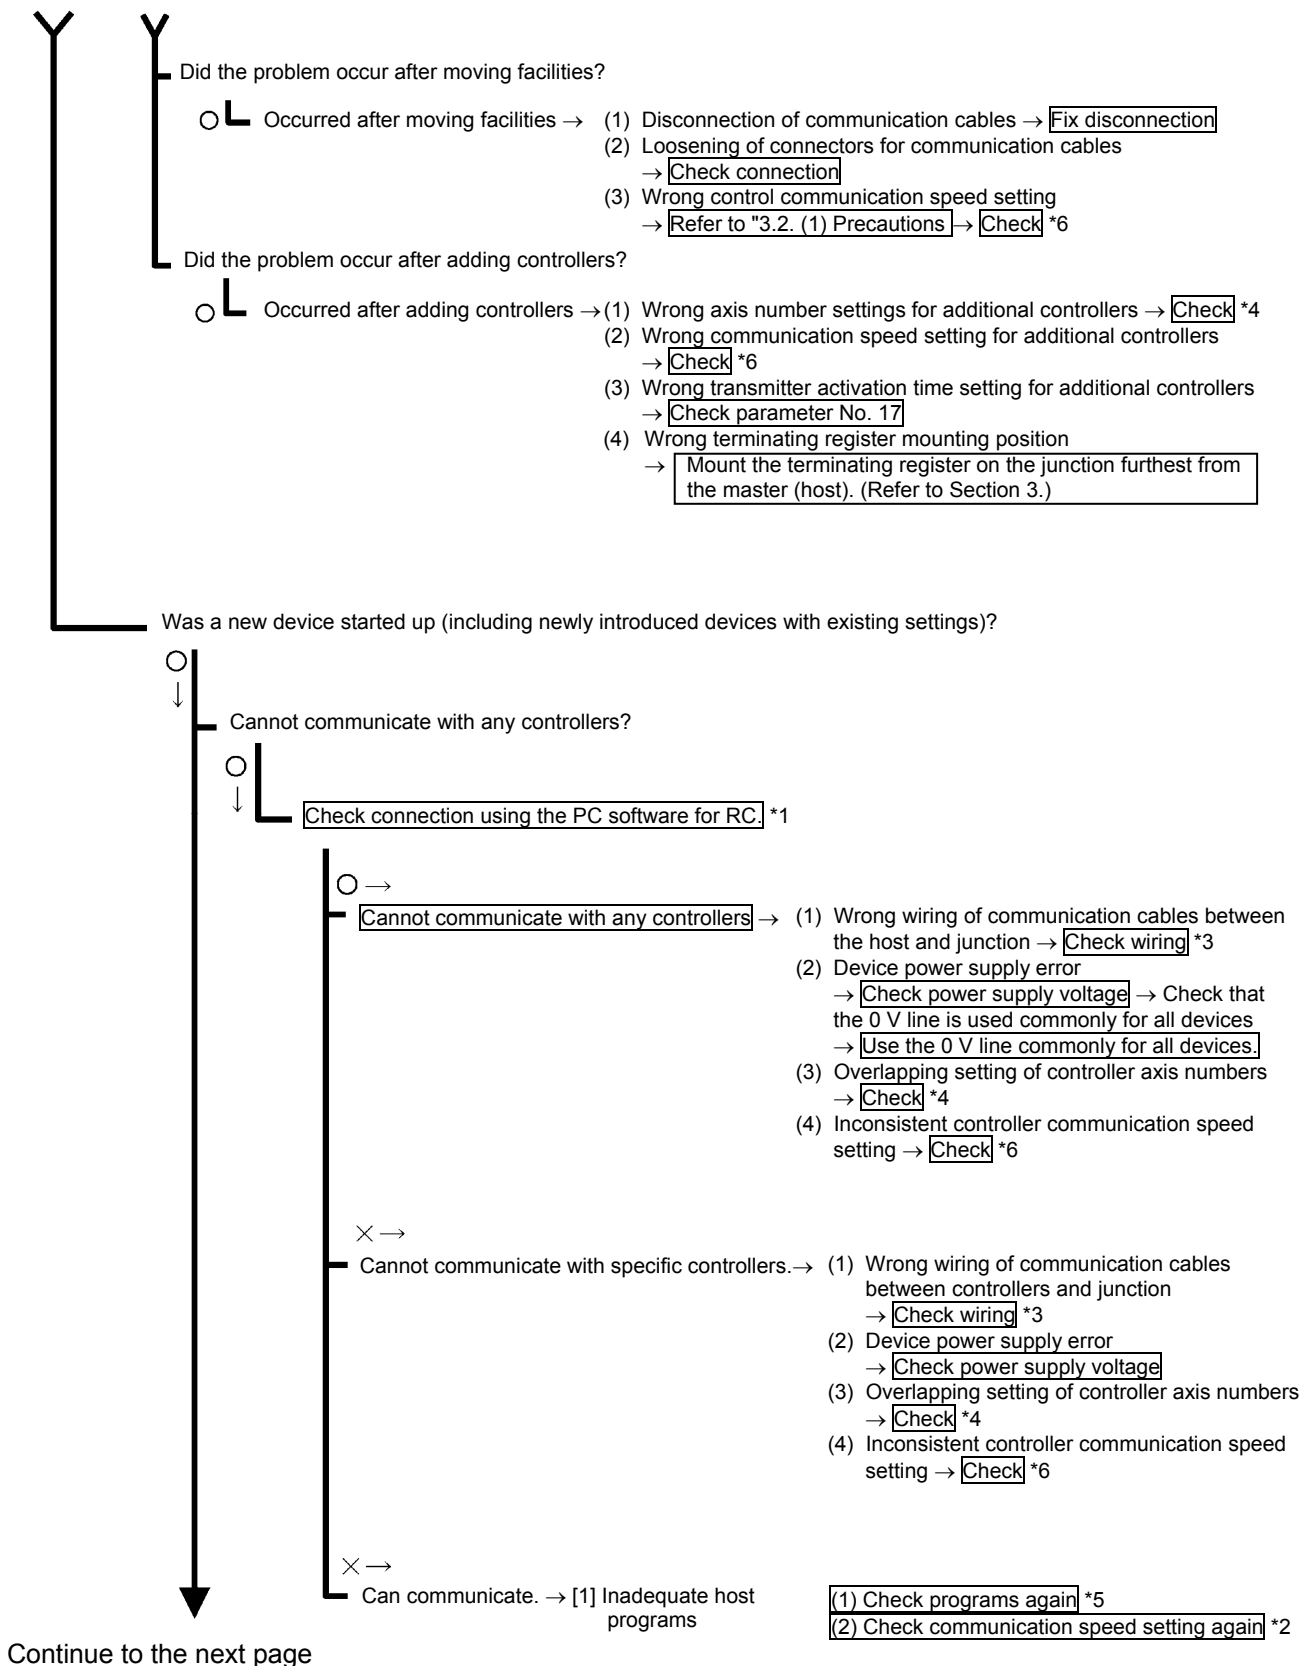 Did the problem occur after moving facilities?
○ Occurred after moving facilities → (1) Disconnection of communication cables → Fix disconnection
(2) Loosening of connectors for communication cables
→ Check connection
(3) Wrong control communication speed setting
→ Refer to "3.2. (1) Precautions → Check *6
Did the problem occur after adding controllers?
○ Occurred after adding controllers → (1) Wrong axis number settings for additional controllers → Check *4
(2) Wrong communication speed setting for additional controllers
→ Check *6
(3) Wrong transmitter activation time setting for additional controllers
→ Check parameter No. 17
(4) Wrong terminating register mounting position
→ Mount the terminating register on the junction furthest from
the master (host). (Refer to Section 3.)
Was a new device started up (including newly introduced devices with existing settings)?
○
↓
Cannot communicate with any controllers?
○
↓
Check connection using the PC software for RC. *1
○ →
Cannot communicate with any controllers → (1) Wrong wiring of communication cables between
the host and junction → Check wiring *3
(2) Device power supply error
→ Check power supply voltage → Check that
the 0 V line is used commonly for all devices
→ Use the 0 V line commonly for all devices.
(3) Overlapping setting of controller axis numbers
→ Check *4
(4) Inconsistent controller communication speed
setting → Check *6
× →
Cannot communicate with specific controllers.→ (1) Wrong wiring of communication cables
between controllers and junction
→ Check wiring *3
(2) Device power supply error
→ Check power supply voltage
(3) Overlapping setting of controller axis numbers
→ Check *4
(4) Inconsistent controller communication speed
setting → Check *6
× →
Can communicate. → [1] Inadequate host
programs
(1) Check programs again *5
(2) Check communication speed setting again *2
Continue to the next page